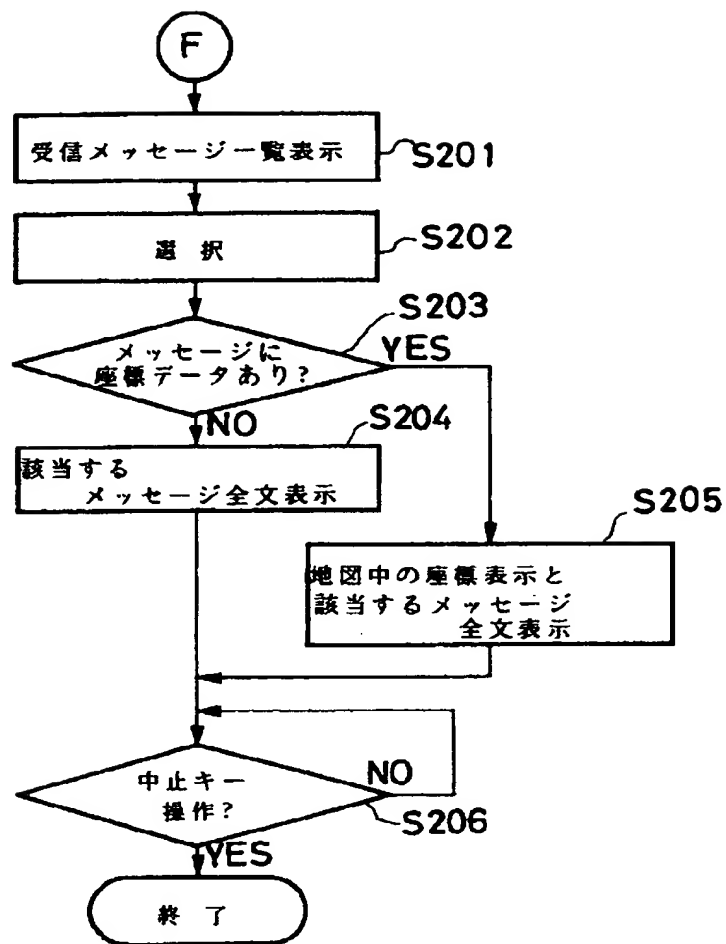 F
受信メッセージ一覧表示
S201
選択
S202
S203
メッセージに
座標データあり?
YES
NO
S204
該当する
メッセージ全文表示
S205
地図中の座標表示と
該当するメッセージ
全文表示
中止キー
操作?
NO
S206
YES
終了